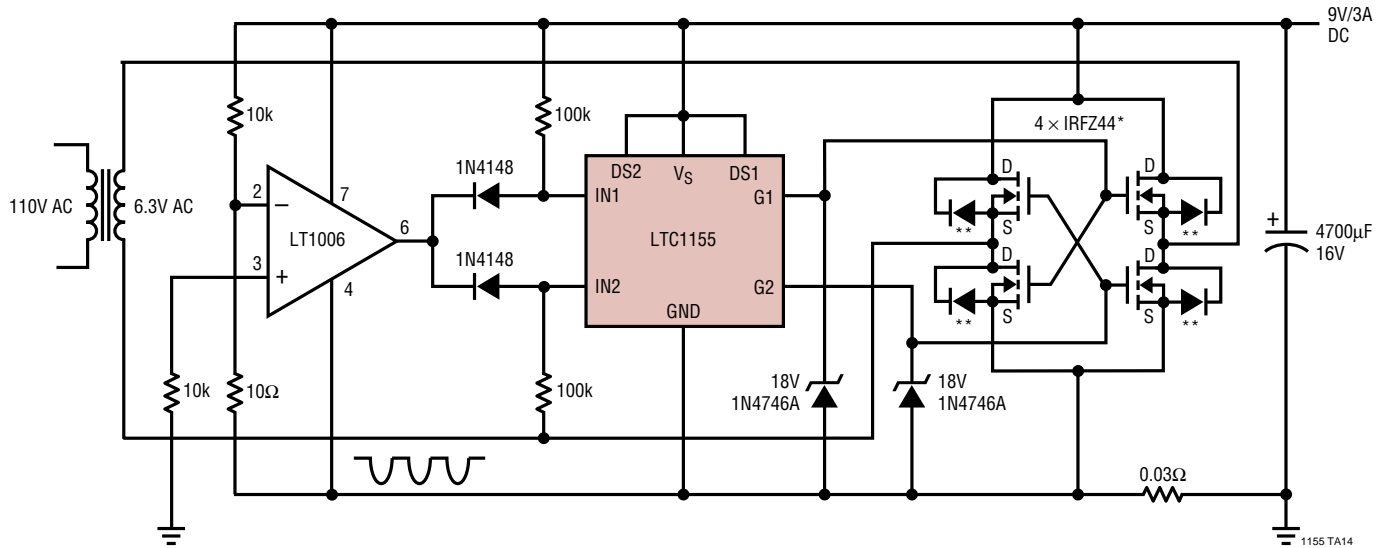 9V/3A
DC
10k
100k
4 × IRFZ44*
110V AC
6.3V AC
2
−
3
+
7
4
6
LT1006
1N4148
1N4148
DS2
VS
DS1
IN1
IN2
G1
G2
LTC1155
GND
D
S
**
D
S
**
D
S
**
D
S
**
+
4700µF
16V
10k
10Ω
100k
18V
1N4746A
18V
1N4746A
0.03Ω
1155 TA14